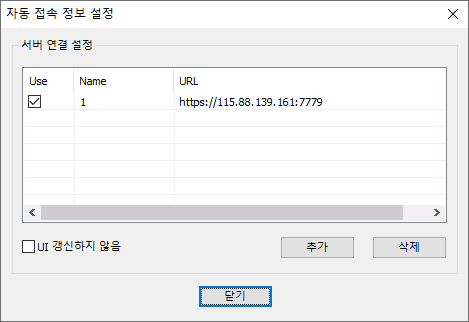 자동 접속 정보 설정
서버 연결 설정
Use Name URL
1 https://115.88.139.161:7779
UI 갱신하지 않음 추가 삭제
닫기